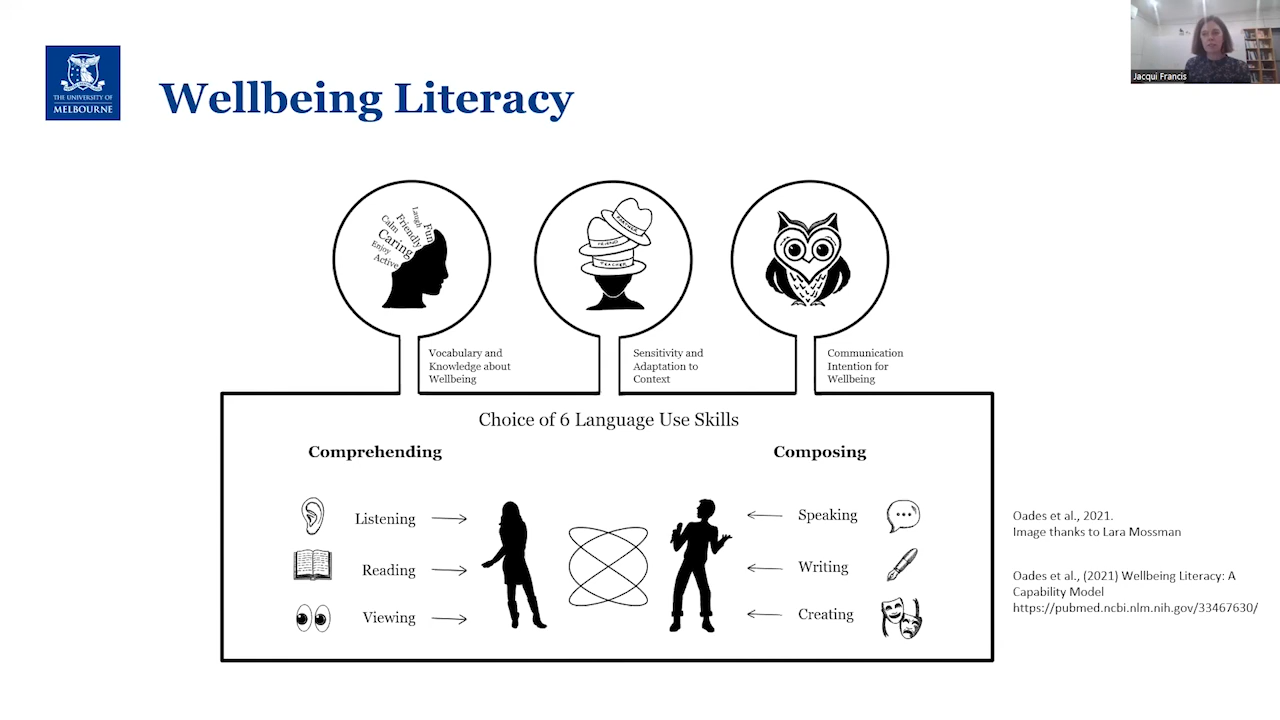 Jacqui Francis
THE UNIVERSITY OF
MELBOURNE
Wellbeing Literacy
Laugh
Fun
Calm
Friendly
Caring
Enjoy
Active
PARTNER
FRIEND
TEACHER
Vocabulary and
Knowledge about
Wellbeing
Sensitivity and
Adaptation to
Context
Communication
Intention for
Wellbeing
Choice of 6 Language Use Skills
Comprehending
Composing
Listening
Speaking
Reading
Writing
Viewing
Creating
Oades et al., 2021.
Image thanks to Lara Mossman
Oades et al., (2021) Wellbeing Literacy: A
Capability Model
https://pubmed.ncbi.nlm.nih.gov/33467630/